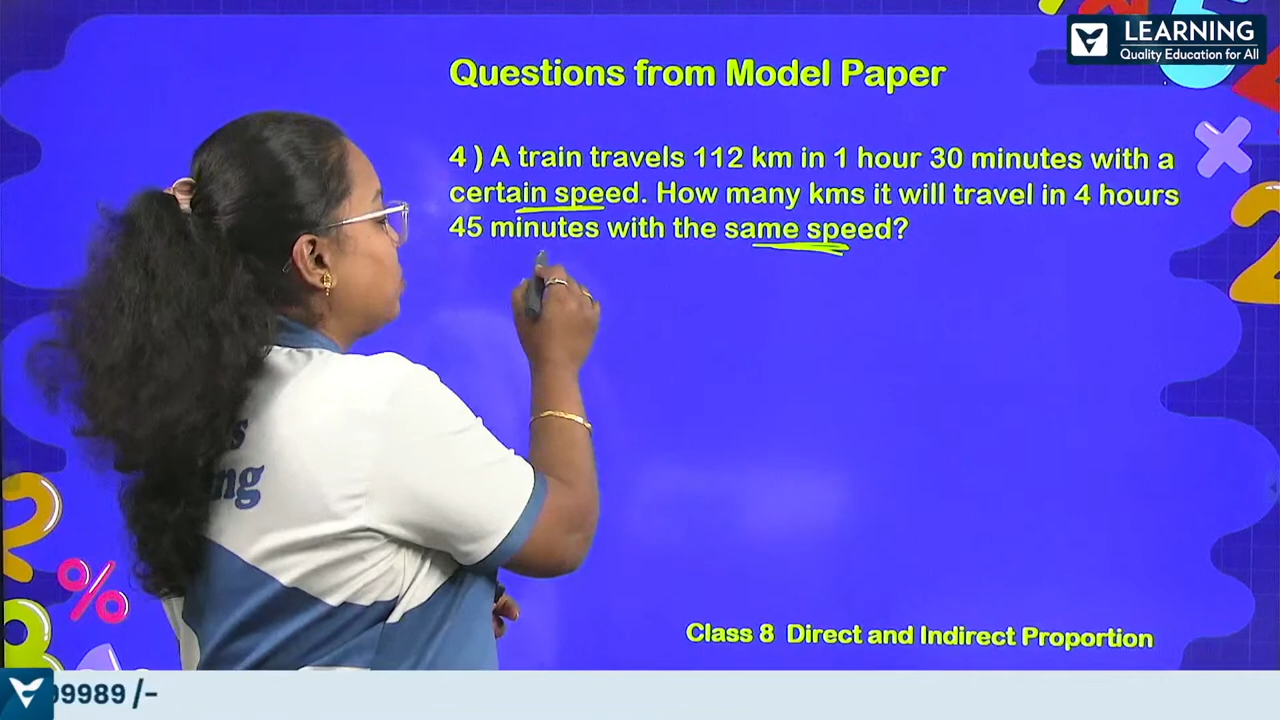 LEARNING
Quality Education for All
Questions from Model Paper
4 ) A train travels 112 km in 1 hour 30 minutes with a
certain speed. How many kms it will travel in 4 hours
45 minutes with the same speed?
s
ng
%
Class 8 Direct and Indirect Proportion
99989 /-